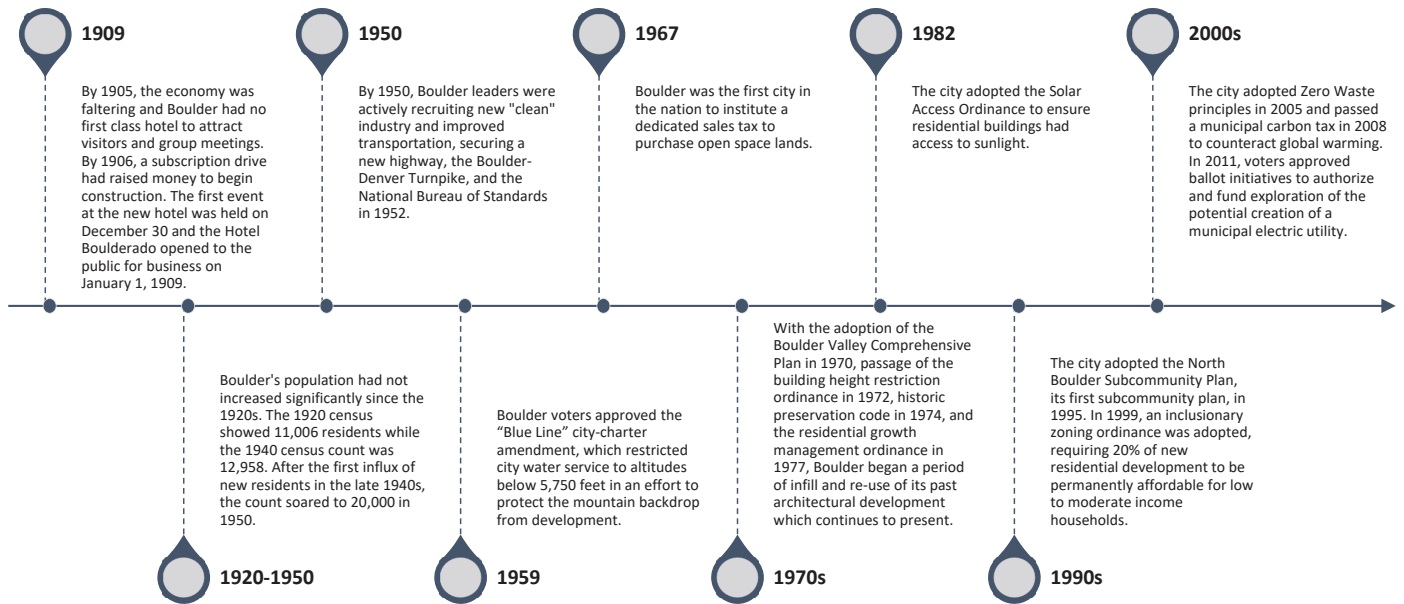 1909
By 1905, the economy was
faltering and Boulder had no
first class hotel to attract
visitors and group meetings.
By 1906, a subscription drive
had raised money to begin
construction. The first event
at the new hotel was held on
December 30 and the Hotel
Boulderado opened to the
public for business on
January 1, 1909.
1950
By 1950, Boulder leaders were
actively recruiting new "clean"
industry and improved
transportation, securing a
new highway, the Boulder-
Denver Turnpike, and the
National Bureau of Standards
in 1952.
1967
Boulder was the first city in
the nation to institute a
dedicated sales tax to
purchase open space lands.
1982
The city adopted the Solar
Access Ordinance to ensure
residential buildings had
access to sunlight.
2000s
The city adopted Zero Waste
principles in 2005 and passed
a municipal carbon tax in 2008
to counteract global warming.
In 2011, voters approved
ballot initiatives to authorize
and fund exploration of the
potential creation of a
municipal electric utility.
Boulder's population had not
increased significantly since the
1920s. The 1920 census
showed 11,006 residents while
the 1940 census count was
12,958. After the first influx of
new residents in the late 1940s,
the count soared to 20,000 in
1950.
1920-1950
Boulder voters approved the
“Blue Line” city-charter
amendment, which restricted
city water service to altitudes
below 5,750 feet in an effort to
protect the mountain backdrop
from development.
1959
With the adoption of the
Boulder Valley Comprehensive
Plan in 1970, passage of the
building height restriction
ordinance in 1972, historic
preservation code in 1974, and
the residential growth
management ordinance in
1977, Boulder began a period
of infill and re-use of its past
architectural development
which continues to present.
1970s
The city adopted the North
Boulder Subcommunity Plan,
its first subcommunity plan, in
1995. In 1999, an inclusionary
zoning ordinance was adopted,
requiring 20% of new
residential development to be
permanently affordable for low
to moderate income
households.
1990s